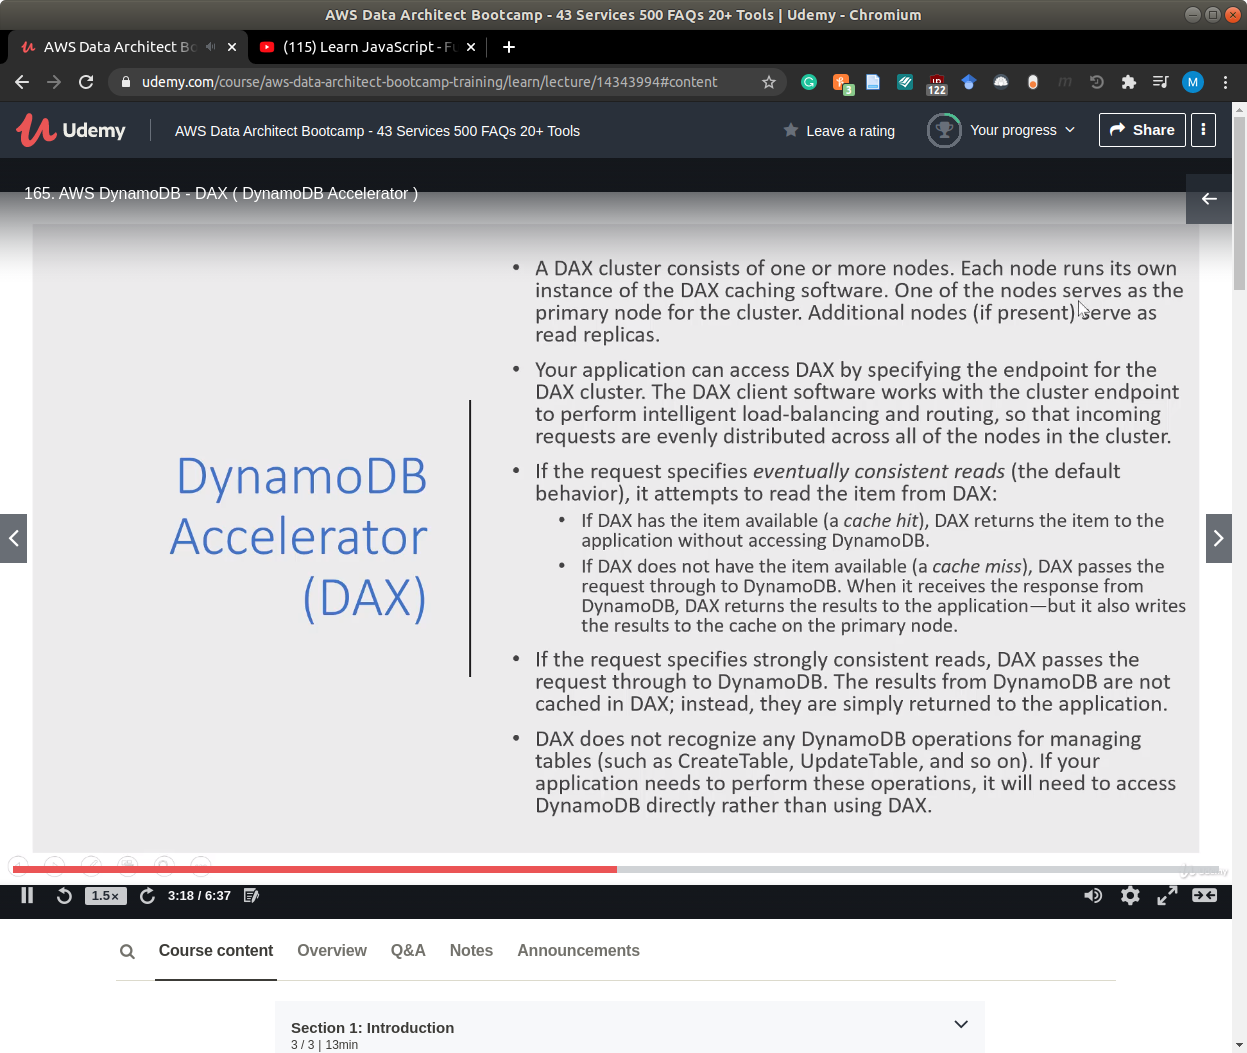 AWS Data Architect Bootcamp - 43 Services 500 FAQs 20+ Tools | Udemy - Chromium
AWS Data Architect Bo
(115) Learn JavaScript - Fu
udemy.com/course/aws-data-architect-bootcamp-training/learn/lecture/14343994#content
3
122
M
Udemy
AWS Data Architect Bootcamp - 43 Services 500 FAQs 20+ Tools
Leave a rating
Your progress
Share
165. AWS DynamoDB - DAX ( DynamoDB Accelerator )
DynamoDB
Accelerator
(DAX)
• A DAX cluster consists of one or more nodes. Each node runs its own
instance of the DAX caching software. One of the nodes serves as the
primary node for the cluster. Additional nodes (if present) serve as
read replicas.
• Your application can access DAX by specifying the endpoint for the
DAX cluster. The DAX client software works with the cluster endpoint
to perform intelligent load-balancing and routing, so that incoming
requests are evenly distributed across all of the nodes in the cluster.
• If the request specifies eventually consistent reads (the default
behavior), it attempts to read the item from DAX:
• If DAX has the item available (a cache hit), DAX returns the item to the
application without accessing DynamoDB.
• If DAX does not have the item available (a cache miss), DAX passes the
request through to DynamoDB. When it receives the response from
DynamoDB, DAX returns the results to the application—but it also writes
the results to the cache on the primary node.
• If the request specifies strongly consistent reads, DAX passes the
request through to DynamoDB. The results from DynamoDB are not
cached in DAX; instead, they are simply returned to the application.
• DAX does not recognize any DynamoDB operations for managing
tables (such as CreateTable, UpdateTable, and so on). If your
application needs to perform these operations, it will need to access
DynamoDB directly rather than using DAX.
Udemy
1.5×
3:18 / 6:37
Course content
Overview
Q&A
Notes
Announcements
Section 1: Introduction
3 / 3 | 13min